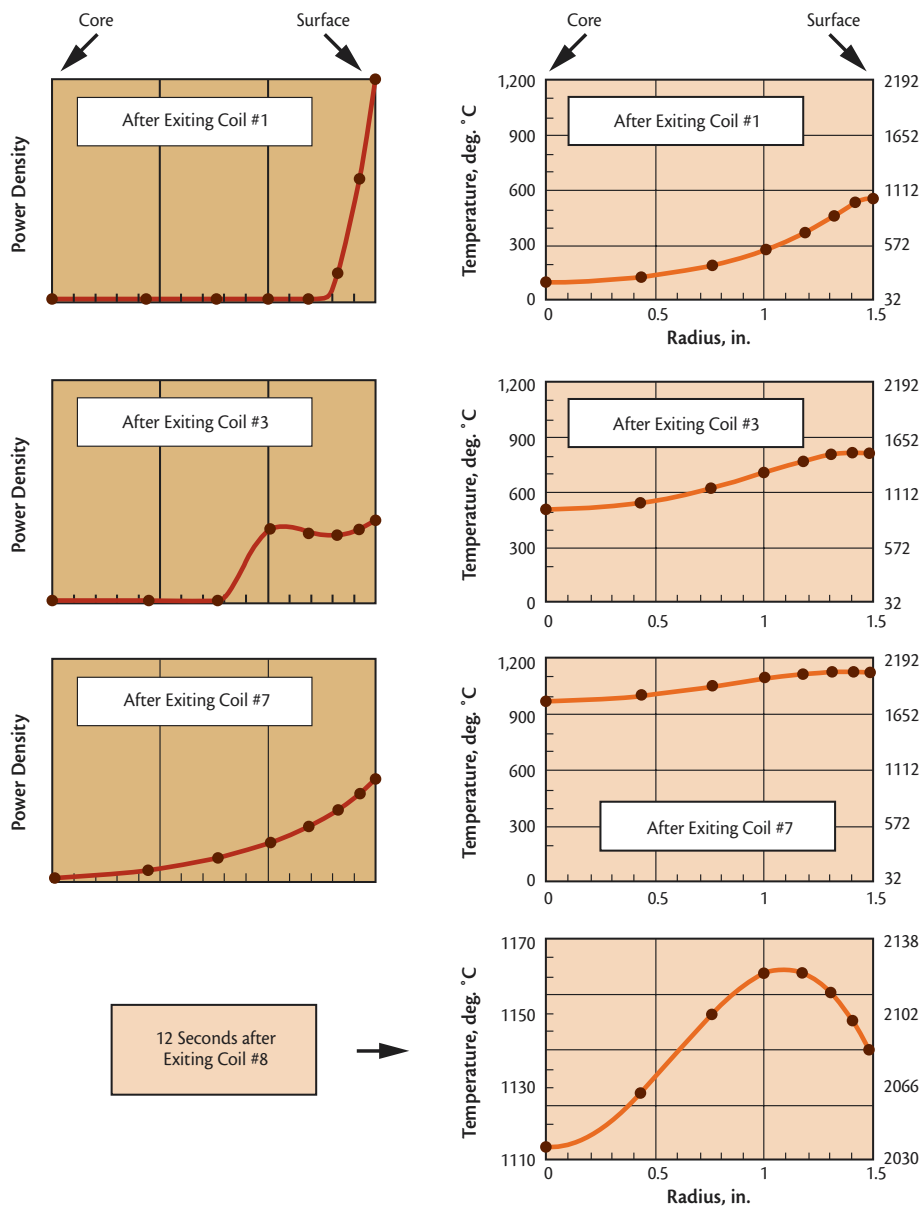 Core
Surface
Core
Surface
Power Density
After Exiting Coil #1
Temperature, deg. °C
1,200
900
600
300
0
After Exiting Coil #1
2192
1652
1112
572
32
0
0.5
1
1.5
Radius, in.
Power Density
After Exiting Coil #3
Temperature, deg. °C
1,200
900
600
300
0
After Exiting Coil #3
2192
1652
1112
572
32
0
0.5
1
1.5
Power Density
After Exiting Coil #7
Temperature, deg. °C
1,200
900
600
300
0
After Exiting Coil #7
2192
1652
1112
572
32
0
0.5
1
1.5
12 Seconds after
Exiting Coil #8
Temperature, deg. °C
1170
1150
1130
1110
2138
2102
2066
2030
0
0.5
1
1.5
Radius, in.